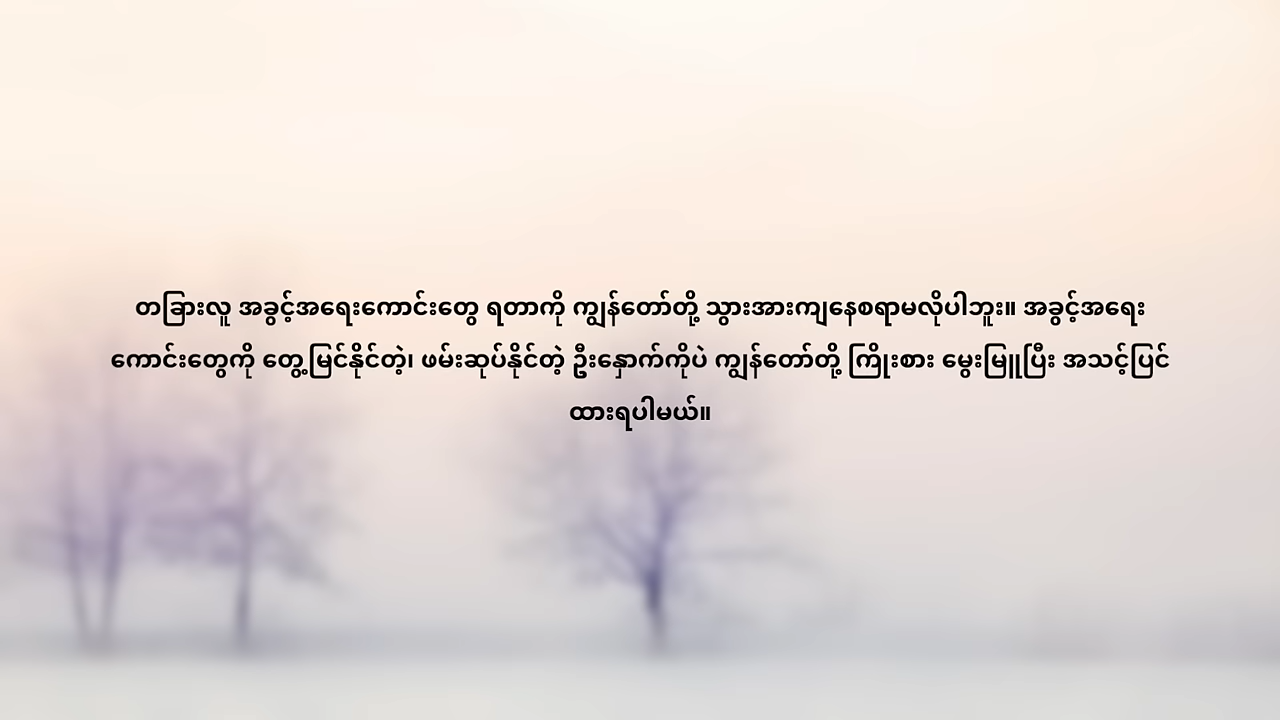 တခြားလူ အခွင့်အရေးကောင်းတွေ ရတာကို ကျွန်တော်တို့ သွားအားကျနေစရာမလိုပါဘူး။ အခွင့်အရေး
ကောင်းတွေကို တွေ့မြင်နိုင်တဲ့၊ ဖမ်းဆုပ်နိုင်တဲ့ ဦးနှောက်ကိုပဲ ကျွန်တော်တို့ ကြိုးစား မွေးမြူပြီး အသင့်ပြင်
ထားရပါမယ်။